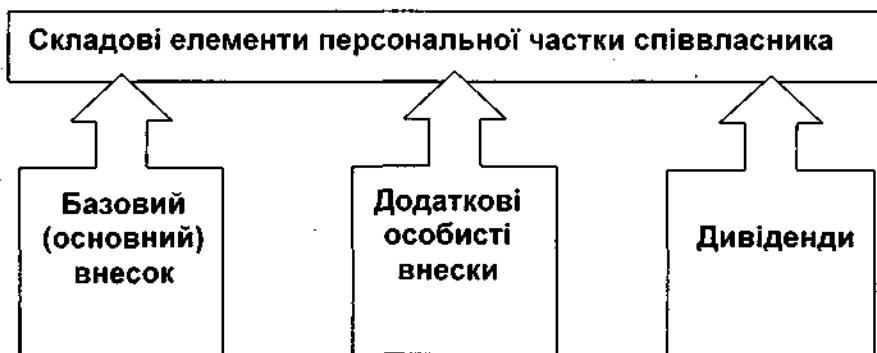 Складові елементи персональної частки співвласника
Базовий
(основний)
внесок
Додаткові
особисті
внески
Дивіденди